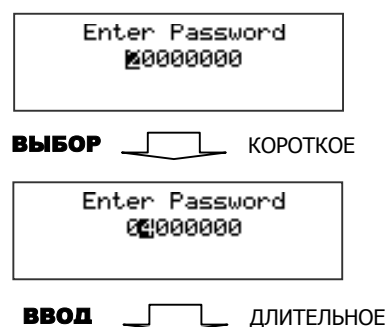 Enter Password
20000000
ВЫБОР КОРОТКОЕ
Enter Password
04000000
ВВОД ДЛИТЕЛЬНОЕ